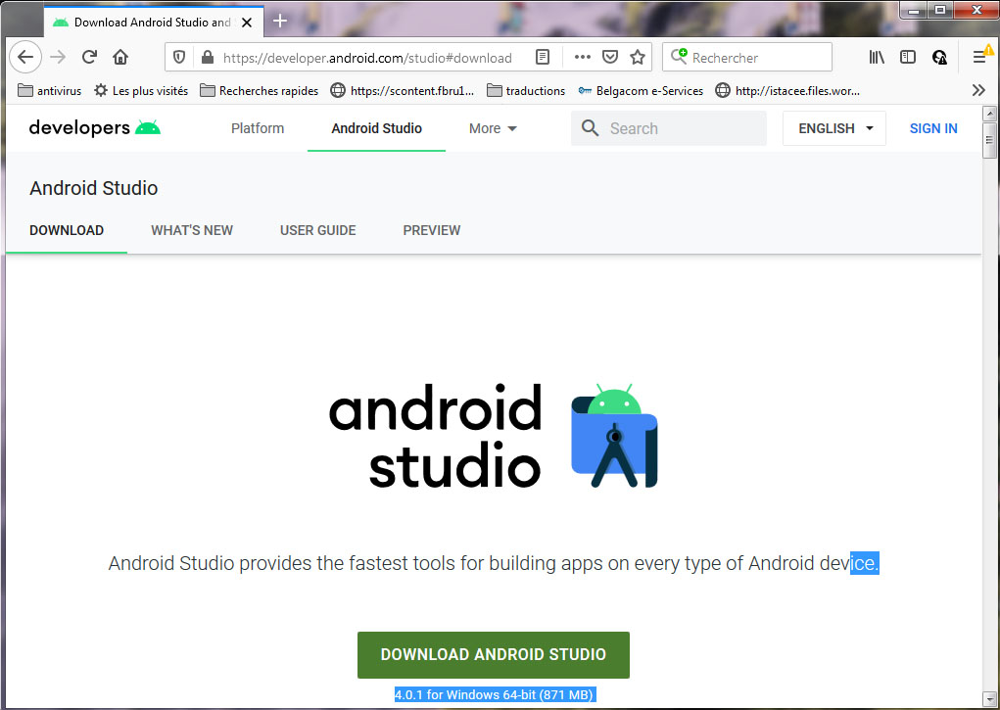 Download Android Studio and
https://developer.android.com/studio#download
Rechercher
antivirus
Les plus visités
Recherches rapides
https://scontent.fbru1...
traductions
Belgacom e-Services
http://istacee.files.wor...
developers
Platform
Android Studio
More
Search
ENGLISH
SIGN IN
Android Studio
DOWNLOAD
WHAT'S NEW
USER GUIDE
PREVIEW
android
studio
Android Studio provides the fastest tools for building apps on every type of Android device.
DOWNLOAD ANDROID STUDIO
4.0.1 for Windows 64-bit (871 MB)